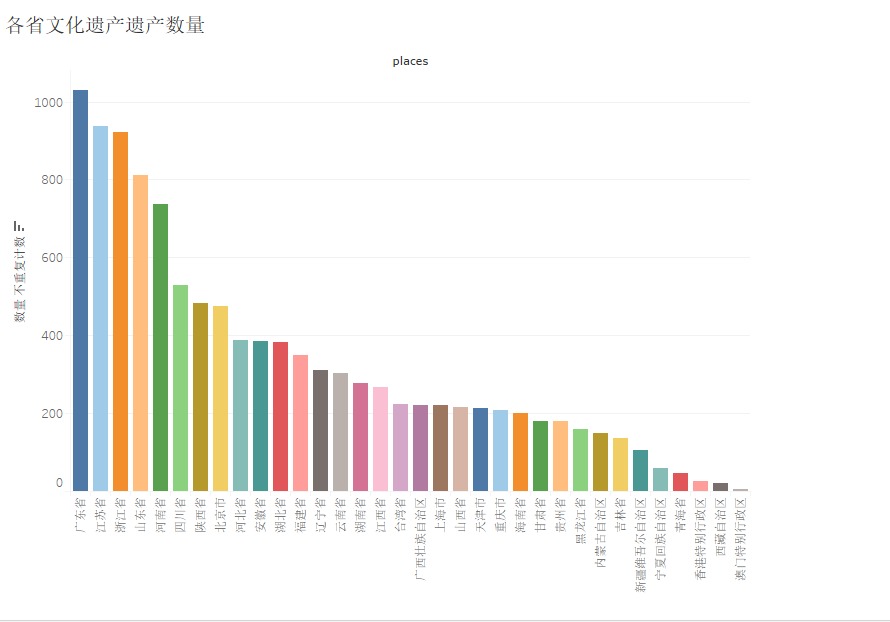 各省文化遗产遗产数量
places
数量 不重复计数
1000
800
600
400
200
0
广东省
江苏省
浙江省
山东省
河南省
四川省
陕西省
北京市
河北省
安徽省
湖北省
福建省
辽宁省
云南省
湖南省
江西省
台湾省
广西壮族自治区
上海市
山西省
天津市
重庆市
海南省
甘肃省
贵州省
黑龙江省
内蒙古自治区
吉林省
新疆维吾尔自治区
宁夏回族自治区
青海省
香港特别行政区
西藏自治区
澳门特别行政区